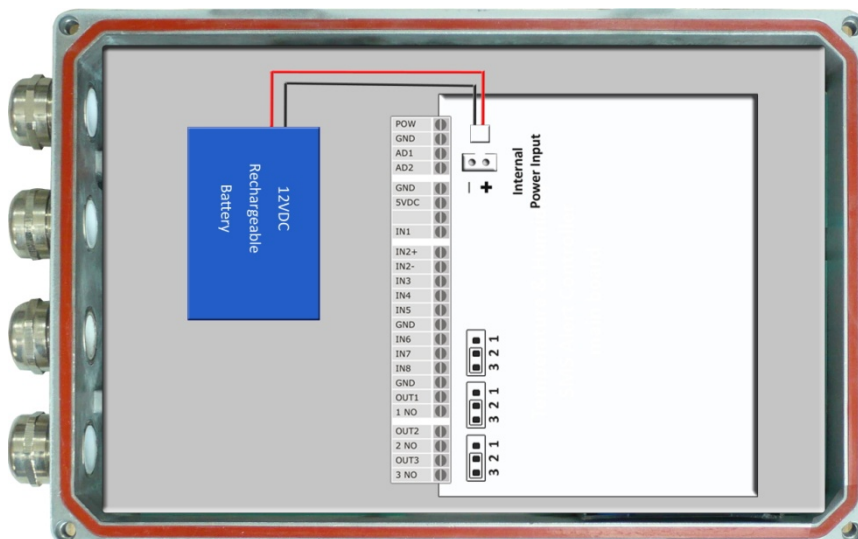 12VDC
Rechargeable
Battery
POW
GND
AD1
AD2
GND
5VDC
IN1
IN2+
IN2-
IN3
IN4
IN5
GND
IN6
IN7
IN8
GND
OUT1
1 NO
OUT2
2 NO
OUT3
3 NO
− +
Internal
Power Input
3 2 1
3 2 1
3 2 1